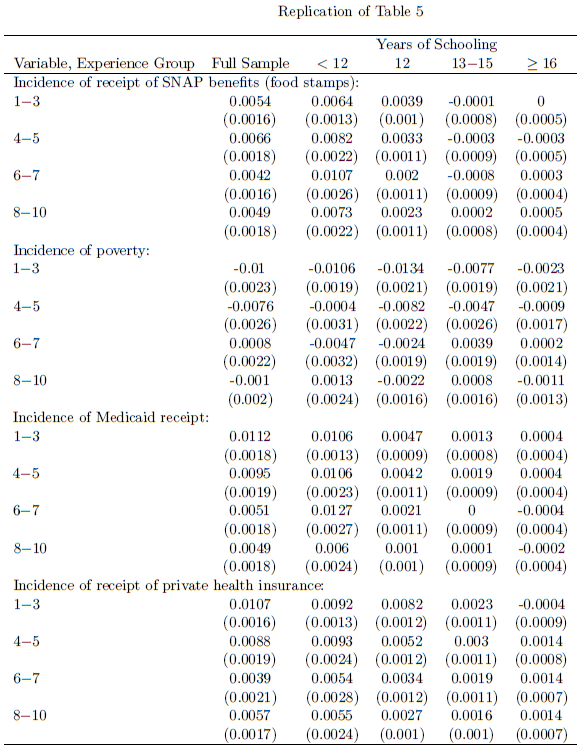 Replication of Table 5
Years of Schooling
Variable, Experience Group Full Sample < 12 12 13−15 ≥ 16
Incidence of receipt of SNAP benefits (food stamps):
1−3 0.0054 0.0064 0.0039 -0.0001 0
(0.0016) (0.0013) (0.001) (0.0008) (0.0005)
4−5 0.0066 0.0082 0.0033 -0.0003 -0.0003
(0.0018) (0.0022) (0.0011) (0.0009) (0.0005)
6−7 0.0042 0.0107 0.002 -0.0008 0.0003
(0.0016) (0.0026) (0.0011) (0.0009) (0.0004)
8−10 0.0049 0.0073 0.0023 0.0002 0.0005
(0.0018) (0.0022) (0.0011) (0.0008) (0.0004)
Incidence of poverty:
1−3 -0.01 -0.0106 -0.0134 -0.0077 -0.0023
(0.0023) (0.0019) (0.0021) (0.0019) (0.0021)
4−5 -0.0076 -0.0004 -0.0082 -0.0047 -0.0009
(0.0026) (0.0031) (0.0022) (0.0026) (0.0017)
6−7 0.0008 -0.0047 -0.0024 0.0039 0.0002
(0.0022) (0.0032) (0.0019) (0.0019) (0.0014)
8−10 -0.001 0.0013 -0.0022 0.0008 -0.0011
(0.002) (0.0024) (0.0016) (0.0016) (0.0013)
Incidence of Medicaid receipt:
1−3 0.0112 0.0106 0.0047 0.0013 0.0004
(0.0018) (0.0013) (0.0009) (0.0008) (0.0004)
4−5 0.0095 0.0106 0.0042 0.0019 0.0004
(0.0019) (0.0023) (0.0011) (0.0009) (0.0004)
6−7 0.0051 0.0127 0.0021 0 -0.0004
(0.0018) (0.0027) (0.0011) (0.0009) (0.0004)
8−10 0.0049 0.006 0.001 0.0001 -0.0002
(0.0018) (0.0024) (0.001) (0.0009) (0.0004)
Incidence of receipt of private health insurance:
1−3 0.0107 0.0092 0.0082 0.0023 -0.0004
(0.0016) (0.0013) (0.0012) (0.0011) (0.0009)
4−5 0.0088 0.0093 0.0052 0.003 0.0014
(0.0019) (0.0024) (0.0012) (0.0011) (0.0008)
6−7 0.0039 0.0054 0.0034 0.0019 0.0014
(0.0021) (0.0028) (0.0012) (0.0011) (0.0007)
8−10 0.0057 0.0055 0.0027 0.0016 0.0014
(0.0017) (0.0024) (0.001) (0.001) (0.0007)